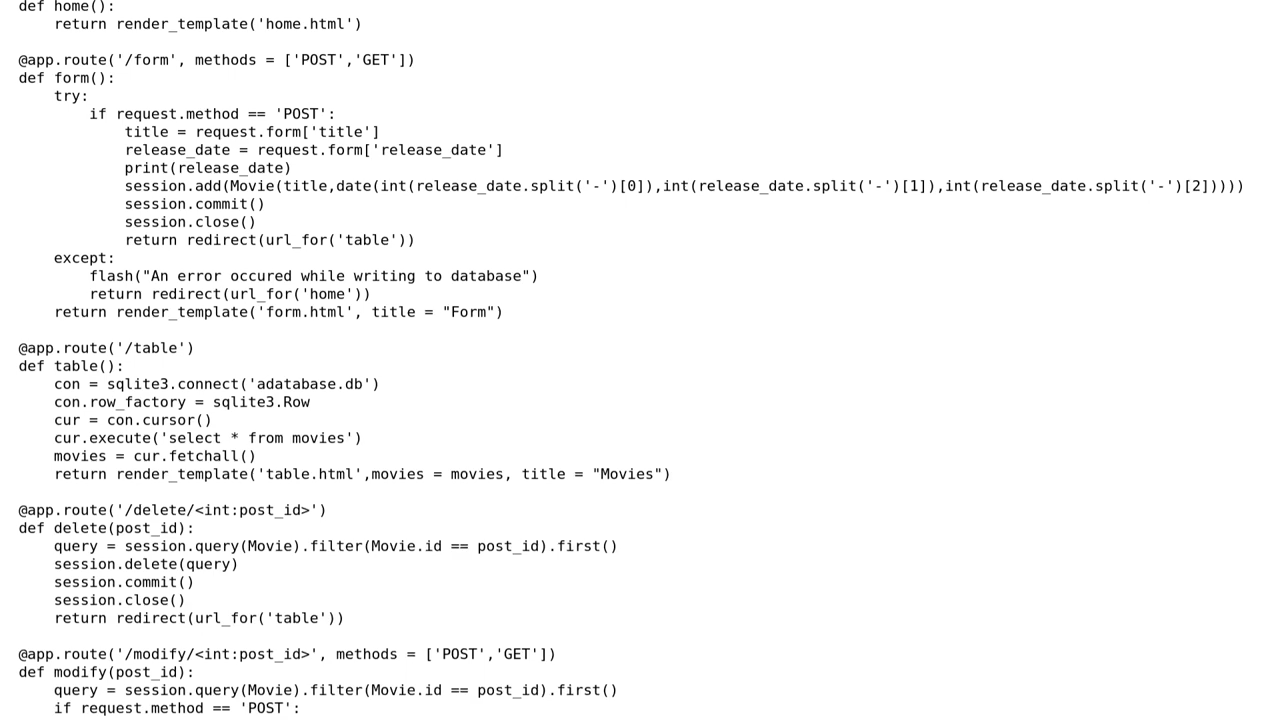 def home():
    return render_template('home.html')

@app.route('/form', methods = ['POST','GET'])
def form():
    try:
        if request.method == 'POST':
            title = request.form['title']
            release_date = request.form['release_date']
            print(release_date)
            session.add(Movie(title,date(int(release_date.split('-')[0]),int(release_date.split('-')[1]),int(release_date.split('-')[2]))))
            session.commit()
            session.close()
            return redirect(url_for('table'))
    except:
        flash("An error occured while writing to database")
        return redirect(url_for('home'))
    return render_template('form.html', title = "Form")

@app.route('/table')
def table():
    con = sqlite3.connect('adatabase.db')
    con.row_factory = sqlite3.Row
    cur = con.cursor()
    cur.execute('select * from movies')
    movies = cur.fetchall()
    return render_template('table.html',movies = movies, title = "Movies")

@app.route('/delete/<int:post_id>')
def delete(post_id):
    query = session.query(Movie).filter(Movie.id == post_id).first()
    session.delete(query)
    session.commit()
    session.close()
    return redirect(url_for('table'))

@app.route('/modify/<int:post_id>', methods = ['POST','GET'])
def modify(post_id):
    query = session.query(Movie).filter(Movie.id == post_id).first()
    if request.method == 'POST':